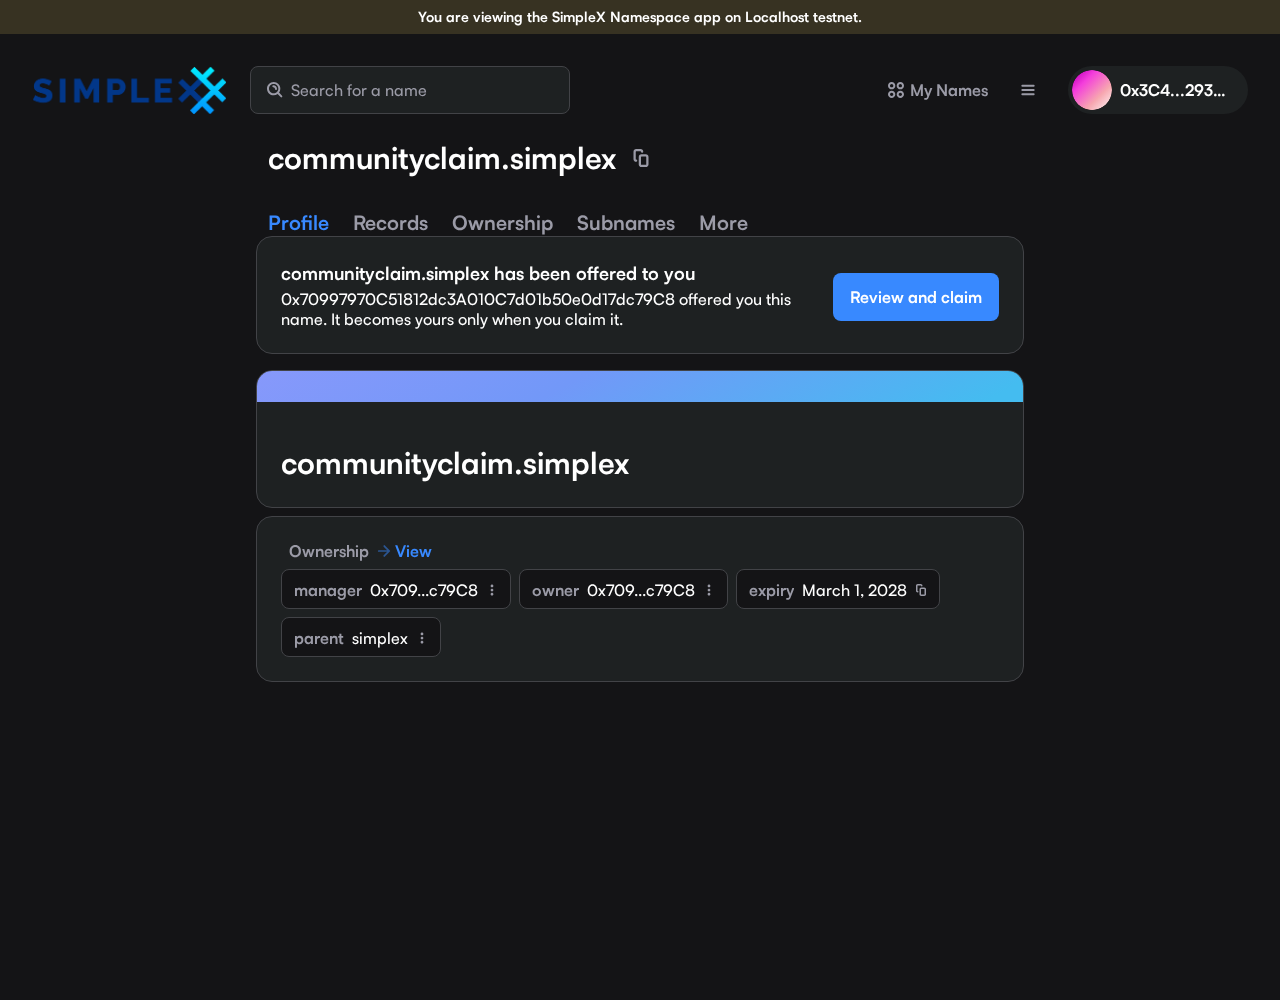 You are viewing the SimpleX Namespace app on Localhost testnet.
SIMPLEX
Search for a name
My Names
0x3C4...293...
communityclaim.simplex
Profile
Records
Ownership
Subnames
More
communityclaim.simplex has been offered to you
0x70997970C51812dc3A010C7d01b50e0d17dc79C8 offered you this
name. It becomes yours only when you claim it.
Review and claim
communityclaim.simplex
Ownership → View
manager 0x709...c79C8
owner 0x709...c79C8
expiry March 1, 2028
parent simplex